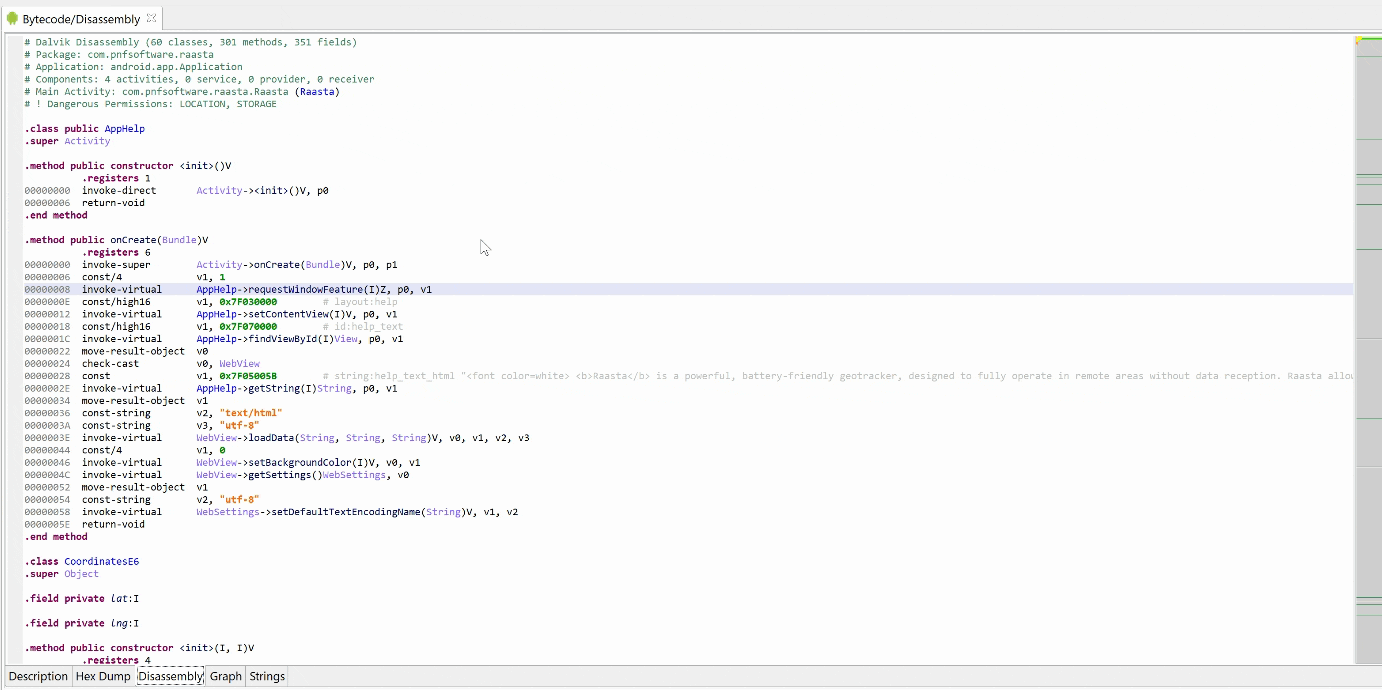 Bytecode/Disassembly
# Dalvik Disassembly (60 classes, 301 methods, 351 fields)
# Package: com.pnfsoftware.raasta
# Application: android.app.Application
# Components: 4 activities, 0 service, 0 provider, 0 receiver
# Main Activity: com.pnfsoftware.raasta.Raasta (Raasta)
# ! Dangerous Permissions: LOCATION, STORAGE
.class public AppHelp
.super Activity
.method public constructor <init>()V
.registers 1
00000000 invoke-direct Activity-><init>()V, p0
00000006 return-void
.end method
.method public onCreate(Bundle)V
.registers 6
00000000 invoke-super Activity->onCreate(Bundle)V, p0, p1
00000006 const/4 v1, 1
00000008 invoke-virtual AppHelp->requestWindowFeature(I)Z, p0, v1
0000000E const/high16 v1, 0x7F030000 # layout:help
00000012 invoke-virtual AppHelp->setContentView(I)V, p0, v1
00000018 const/high16 v1, 0x7F070000 # id:help_text
0000001C invoke-virtual AppHelp->findViewById(I)View, p0, v1
00000022 move-result-object v0
00000024 check-cast v0, WebView
00000028 const v1, 0x7F05005B # string:help_text_html "<font color=white> <b>Raasta</b> is a powerful, battery-friendly geotracker, designed to fully operate in remote areas without data reception. Raasta allow
0000002E invoke-virtual AppHelp->getString(I)String, p0, v1
00000034 move-result-object v1
00000036 const-string v2, "text/html"
0000003A const-string v3, "utf-8"
0000003E invoke-virtual WebView->loadData(String, String, String)V, v0, v1, v2, v3
00000044 const/4 v1, 0
00000046 invoke-virtual WebView->setBackgroundColor(I)V, v0, v1
0000004C invoke-virtual WebView->getSettings()WebSettings, v0
00000052 move-result-object v1
00000054 const-string v2, "utf-8"
00000058 invoke-virtual WebSettings->setDefaultTextEncodingName(String)V, v1, v2
0000005E return-void
.end method
.class CoordinatesE6
.super Object
.field private lat:I
.field private lng:I
.method public constructor <init>(I, I)V
.registers 4
Description Hex Dump Disassembly Graph Strings